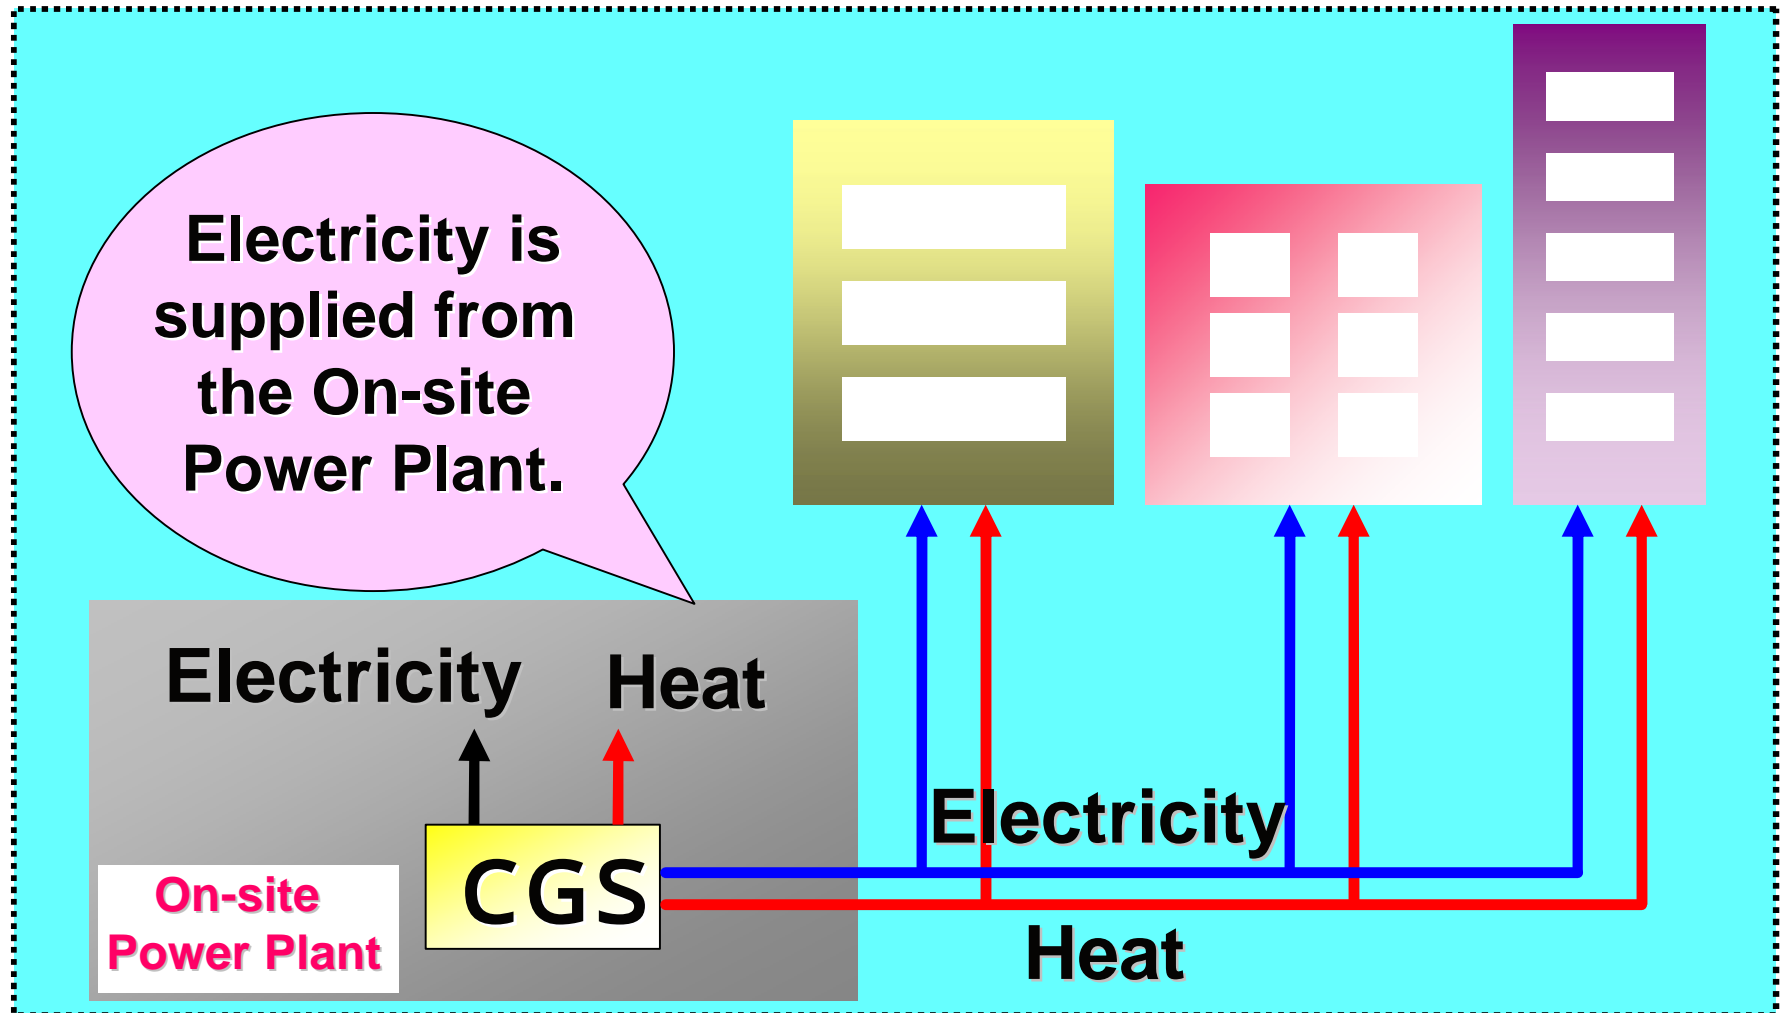 Electricity is
supplied from
the On-site
Power Plant.
Electricity
Heat
CGS
On-site
Power Plant
Electricity
Heat